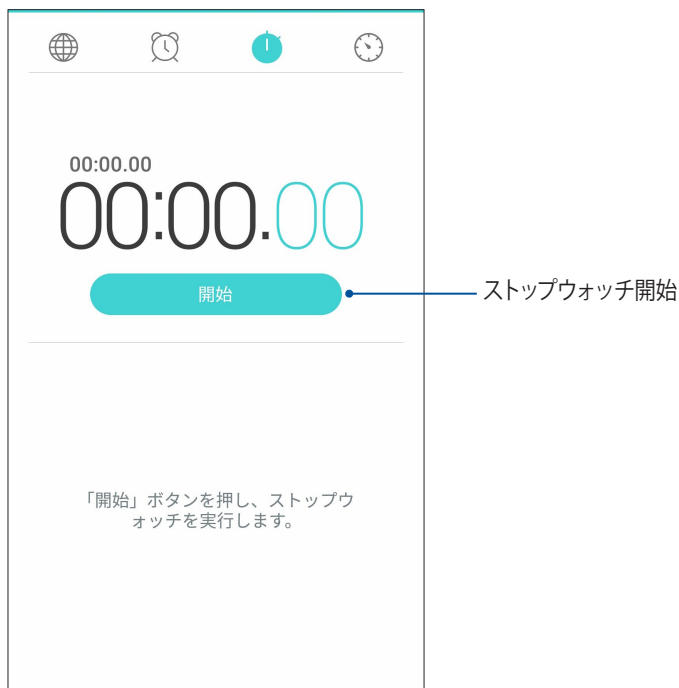 00:00.00
00:00.00
開始
ストップウォッチ開始
「開始」ボタンを押し、ストップウ
ォッチを実行します。